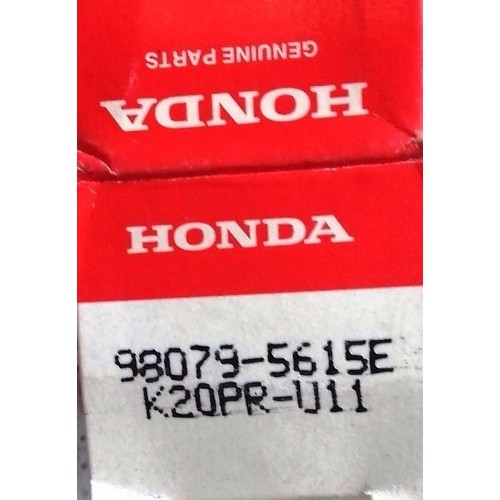 GENUINE PARTS
HONDA
HONDA
98079-5615E
K20PR-U11